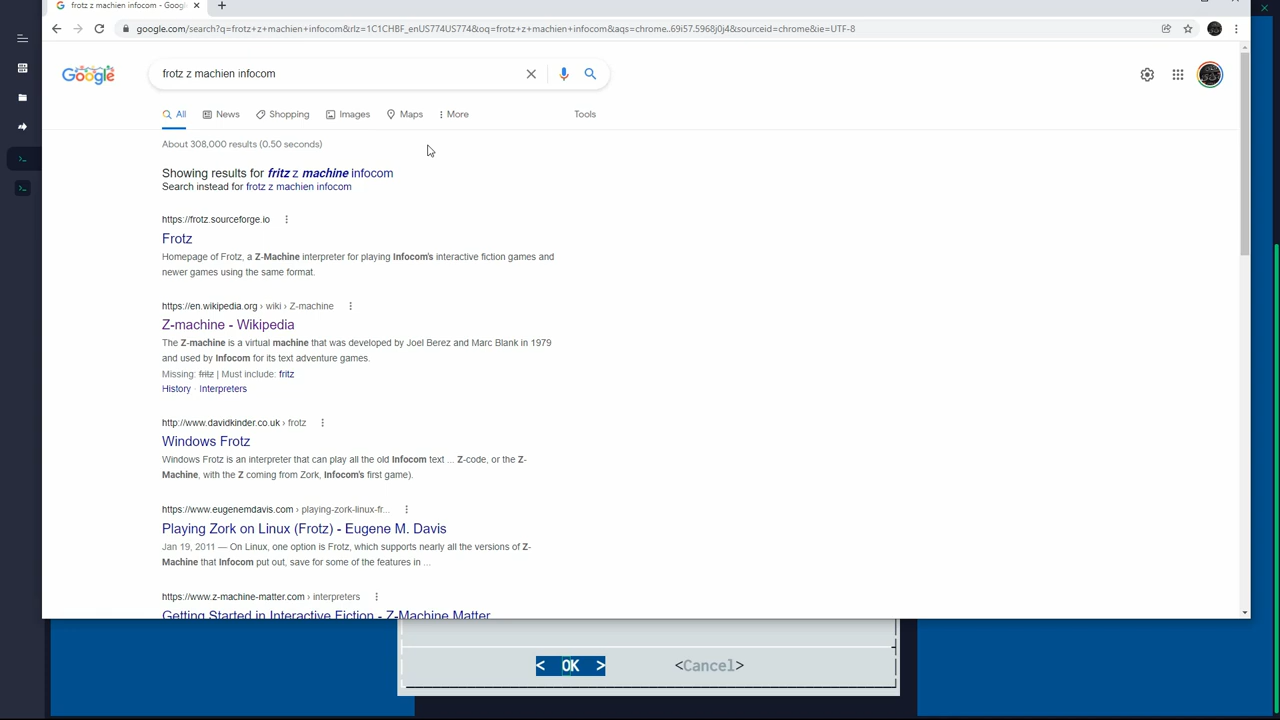 frotz z machien infocom - Googl
google.com/search?q=frotz+z+machien+infocom&rlz=1C1CHBF_enUS774US774&oq=frotz+z+machien+infocom&aqs=chrome..69i57.5968j0j4&sourceid=chrome&ie=UTF-8
Google
frotz z machien infocom
All
News
Shopping
Images
Maps
More
Tools
About 308,000 results (0.50 seconds)
Showing results for fritz z machine infocom
Search instead for frotz z machien infocom
https://frotz.sourceforge.io
Frotz
Homepage of Frotz, a Z-Machine interpreter for playing Infocom's interactive fiction games and
newer games using the same format.
https://en.wikipedia.org › wiki › Z-machine
Z-machine - Wikipedia
The Z-machine is a virtual machine that was developed by Joel Berez and Marc Blank in 1979
and used by Infocom for its text adventure games.
Missing: fritz | Must include: fritz
History · Interpreters
http://www.davidkinder.co.uk › frotz
Windows Frotz
Windows Frotz is an interpreter that can play all the old Infocom text ... Z-code, or the Z-
Machine, with the Z coming from Zork, Infocom's first game).
https://www.eugenemdavis.com › playing-zork-linux-fr...
Playing Zork on Linux (Frotz) - Eugene M. Davis
Jan 19, 2011 — On Linux, one option is Frotz, which supports nearly all the versions of Z-
Machine that Infocom put out, save for some of the features in ...
https://www.z-machine-matter.com › interpreters
Getting Started in Interactive Fiction - Z-Machine Matter
< OK > <Cancel>